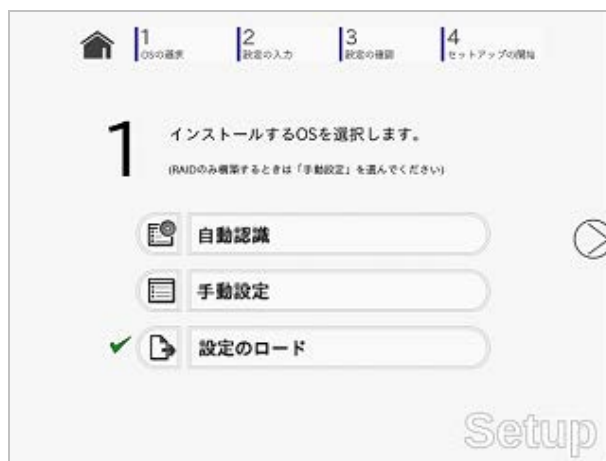 1
OSの選択
2
設定の入力
3
設定の確認
4
セットアップの開始
1
インストールするOSを選択します。
(RAIDのみ構築するときは「手動設定」を選んでください)
自動認識
手動設定
設定のロード
Setup